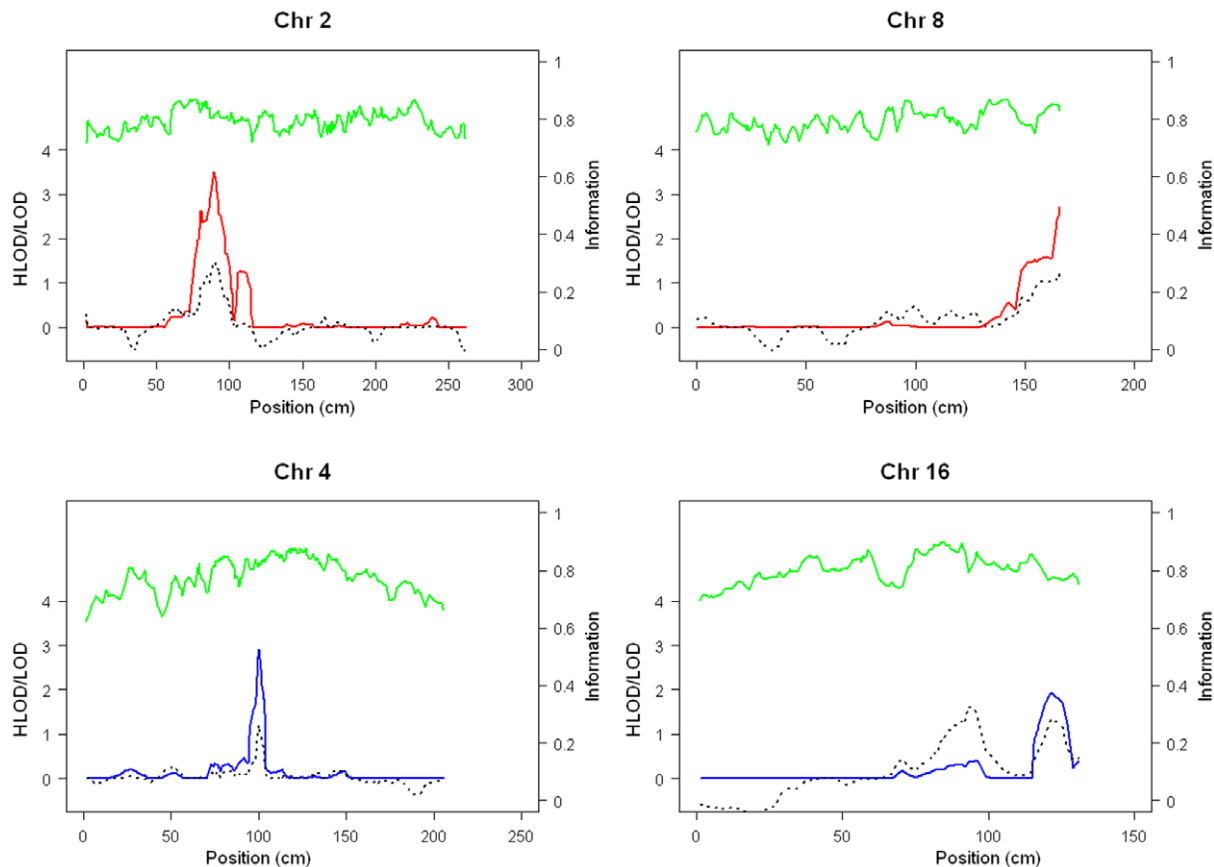 Chr 2
HLOD/LOD
4
3
2
1
0
1
0.8
0.6
0.4
0.2
0
Information
0 50 100 150 200 250 300
Position (cm)
Chr 8
HLOD/LOD
4
3
2
1
0
1
0.8
0.6
0.4
0.2
0
Information
0 50 100 150 200
Position (cm)
Chr 4
HLOD/LOD
4
3
2
1
0
1
0.8
0.6
0.4
0.2
0
Information
0 50 100 150 200 250
Position (cm)
Chr 16
HLOD/LOD
4
3
2
1
0
1
0.8
0.6
0.4
0.2
0
Information
0 50 100 150
Position (cm)